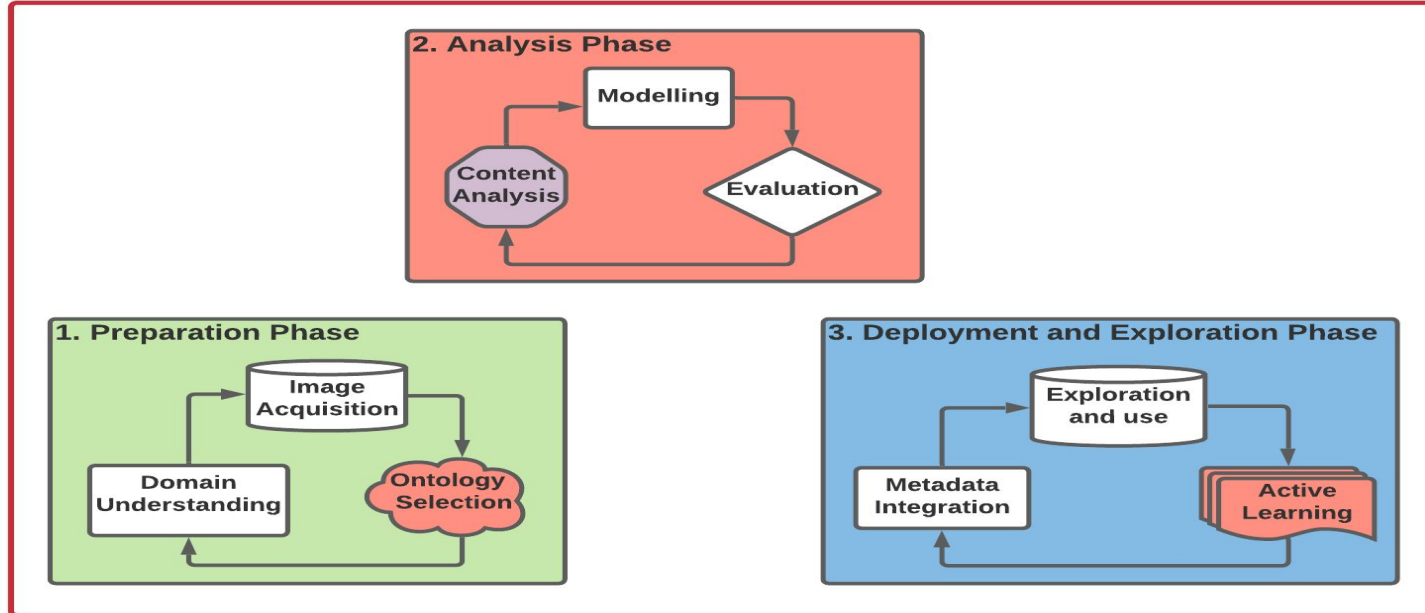 2. Analysis Phase
Modelling
Content
Analysis
Evaluation
1. Preparation Phase
Image
Acquisition
Domain
Understanding
Ontology
Selection
3. Deployment and Exploration Phase
Exploration
and use
Metadata
Integration
Active
Learning